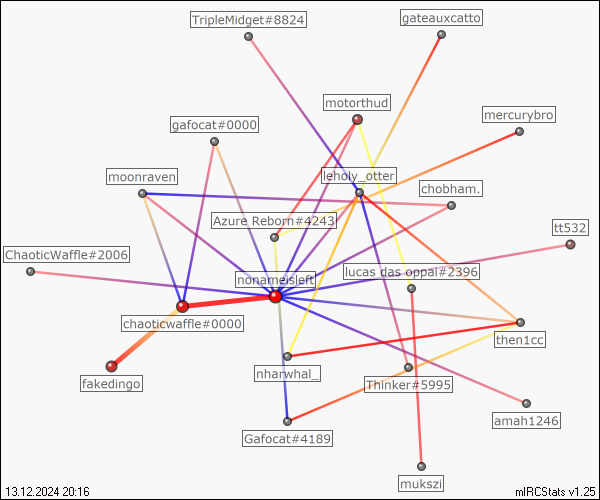 TripleMidget#8824
gateauxcatto
motorthud
mercurybro
gafocat#0000
moonraven
leholy_otter
chobham.
Azure Reborn#4243
tt532
ChaoticWaffle#2006
nonameisleft
lucas das oppal#2396
chaoticwaffle#0000
then1cc
nharwhal_
fakedingo
Thinker#5995
amah1246
Gafocat#4189
mukszi
13.12.2024 20:16
mIRCStats v1.25